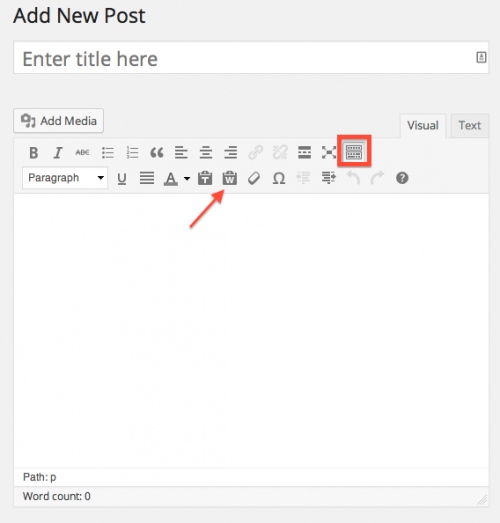 Add New Post
Enter title here
Add Media
Visual Text
B I ABC
Paragraph U A T W Ω ?
Path: p
Word count: 0